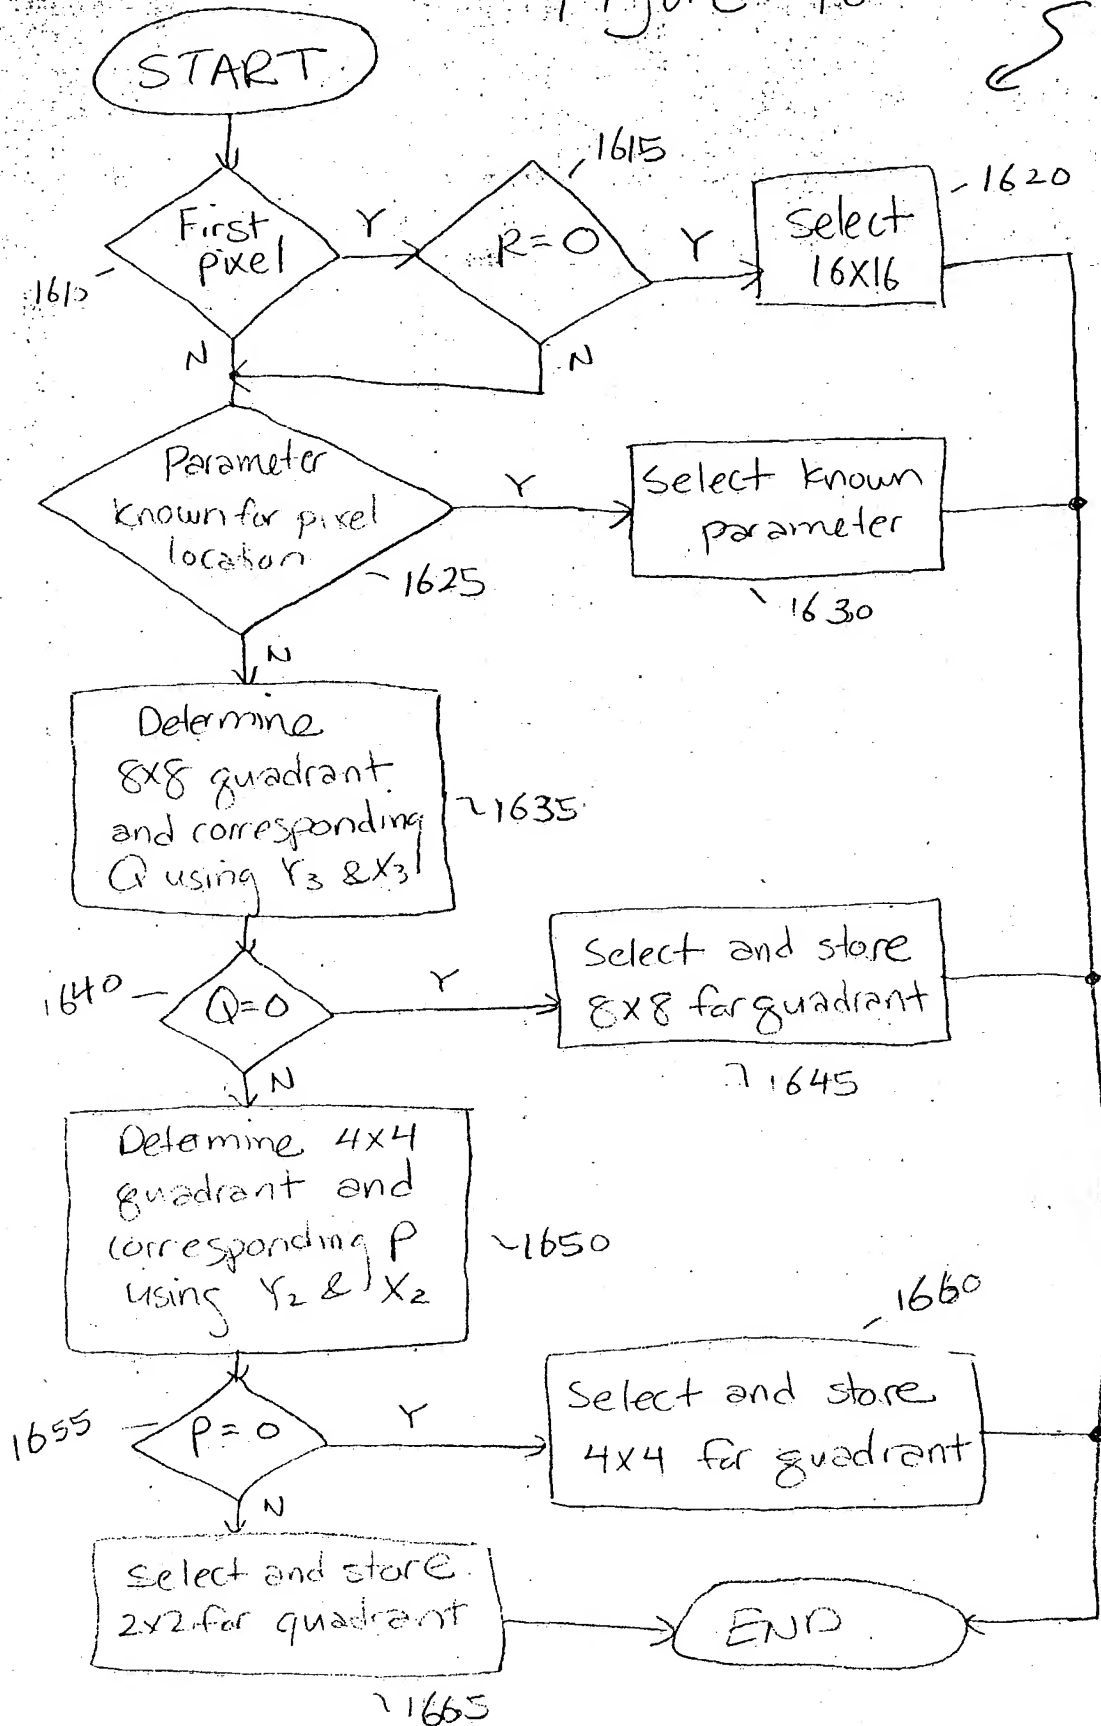 Figure
START
First
pixel
1610
Y
1615
R=0
Y
1620
Select
16X16
N
N
Parameter
known for pixel
location
1625
Y
Select known
parameter
1630
N
Determine
8x8 quadrant
and corresponding
Q using Y3 & X3
1635
1640
Q=0
Y
Select and store
8x8 for quadrant
1645
N
Determine 4x4
quadrant and
corresponding P
using Y2 & X2
1650
1655
P=0
Y
1660
Select and store
4x4 for quadrant
N
Select and store
2x2 for quadrant
1665
END